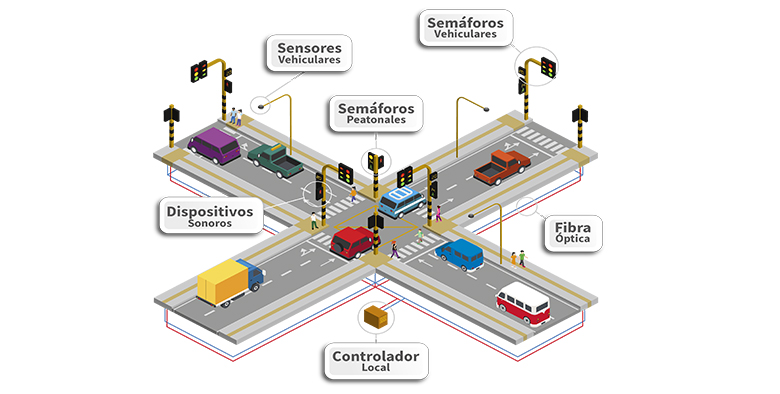 Semáforos
Vehiculares
Sensores
Vehiculares
Semáforos
Peatonales
Dispositivos
Sonoros
Fibra
Óptica
Controlador
Local